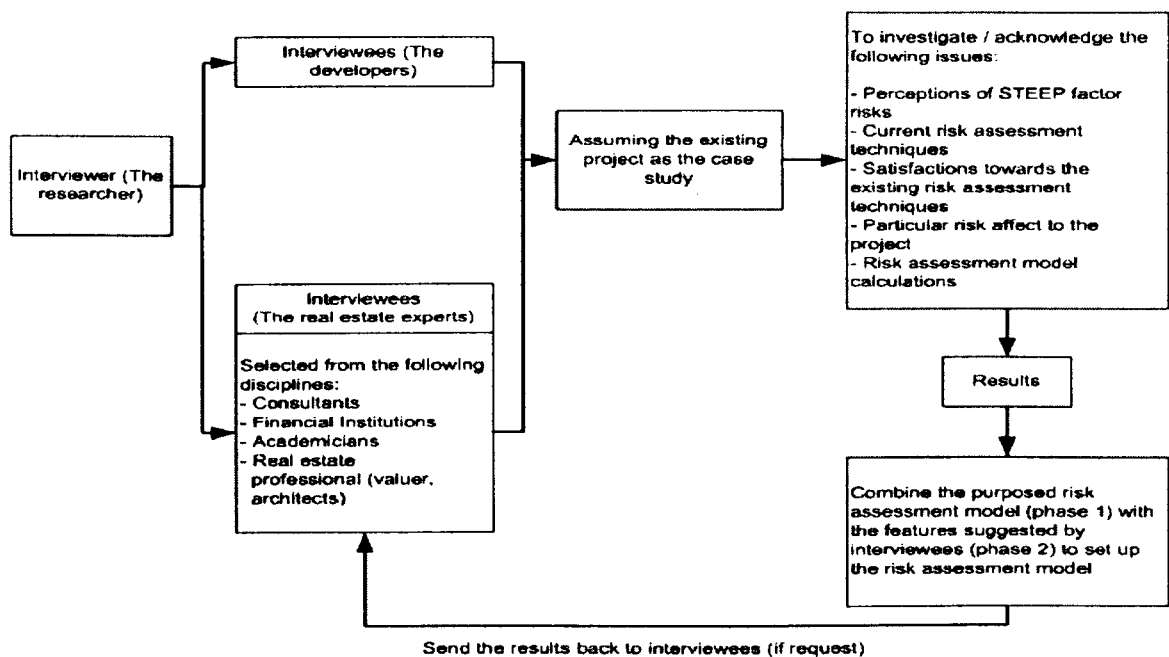 Interviewer (The
researcher)
Interviewees (The
developers)
Interviewees
(The real estate experts)
Selected from the following
disciplines:
- Consultants
- Financial Institutions
- Academicians
- Real estate
professional (valuer,
architects)
Assuming the existing
project as the case
study
To investigate / acknowledge the
following issues:
- Perceptions of STEEP factor
risks
- Current risk assessment
techniques
- Satisfactions towards the
existing risk assessment
techniques
- Particular risk affect to the
project
- Risk assessment model
calculations
Results
Combine the purposed risk
assessment model (phase 1) with
the features suggested by
interviewees (phase 2) to set up
the risk assessment model
Send the results back to interviewees (if request)